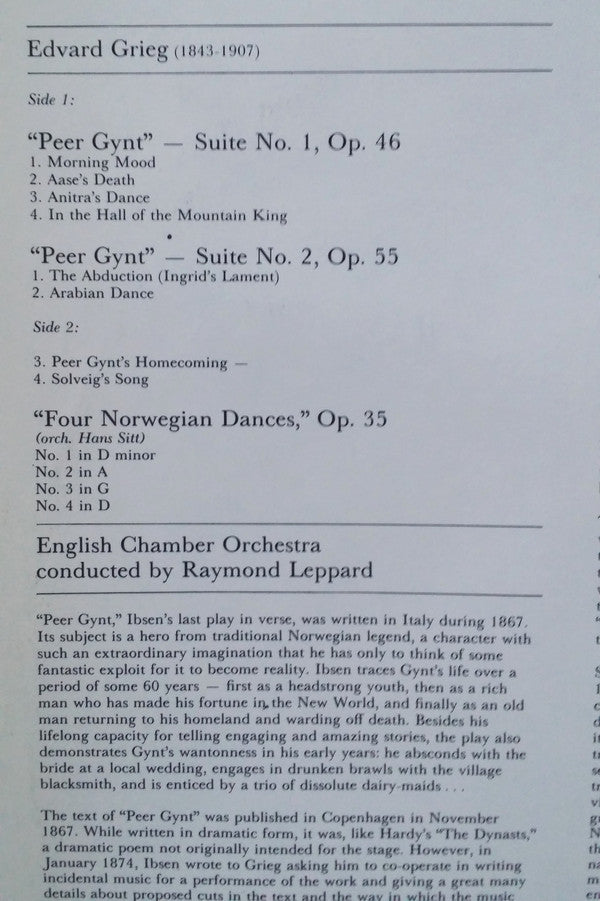 Edvard Grieg (1843-1907)
Side 1:
“Peer Gynt” — Suite No. 1, Op. 46
1. Morning Mood
2. Aase's Death
3. Anitra's Dance
4. In the Hall of the Mountain King
“Peer Gynt” — Suite No. 2, Op. 55
1. The Abduction (Ingrid's Lament)
2. Arabian Dance
Side 2:
3. Peer Gynt's Homecoming —
4. Solveig's Song
“Four Norwegian Dances,” Op. 35
(orch. Hans Sitt)
No. 1 in D minor
No. 2 in A
No. 3 in G
No. 4 in D
English Chamber Orchestra
conducted by Raymond Leppard
“Peer Gynt,” Ibsen's last play in verse, was written in Italy during 1867.
Its subject is a hero from traditional Norwegian legend, a character with
such an extraordinary imagination that he has only to think of some
fantastic exploit for it to become reality. Ibsen traces Gynt's life over a
period of some 60 years — first as a headstrong youth, then as a rich
man who has made his fortune in the New World, and finally as an old
man returning to his homeland and warding off death. Besides his
lifelong capacity for telling engaging and amazing stories, the play also
demonstrates Gynt's wantonness in his early years: he absconds with the
bride at a local wedding, engages in drunken brawls with the village
blacksmith, and is enticed by a trio of dissolute dairy-maids . . .
The text of “Peer Gynt” was published in Copenhagen in November
1867. While written in dramatic form, it was, like Hardy's “The Dynasts,”
a dramatic poem not originally intended for the stage. However, in
January 1874, Ibsen wrote to Grieg asking him to co-operate in writing
incidental music for a performance of the work and giving a great many
details about proposed cuts in the text and the way in which the music